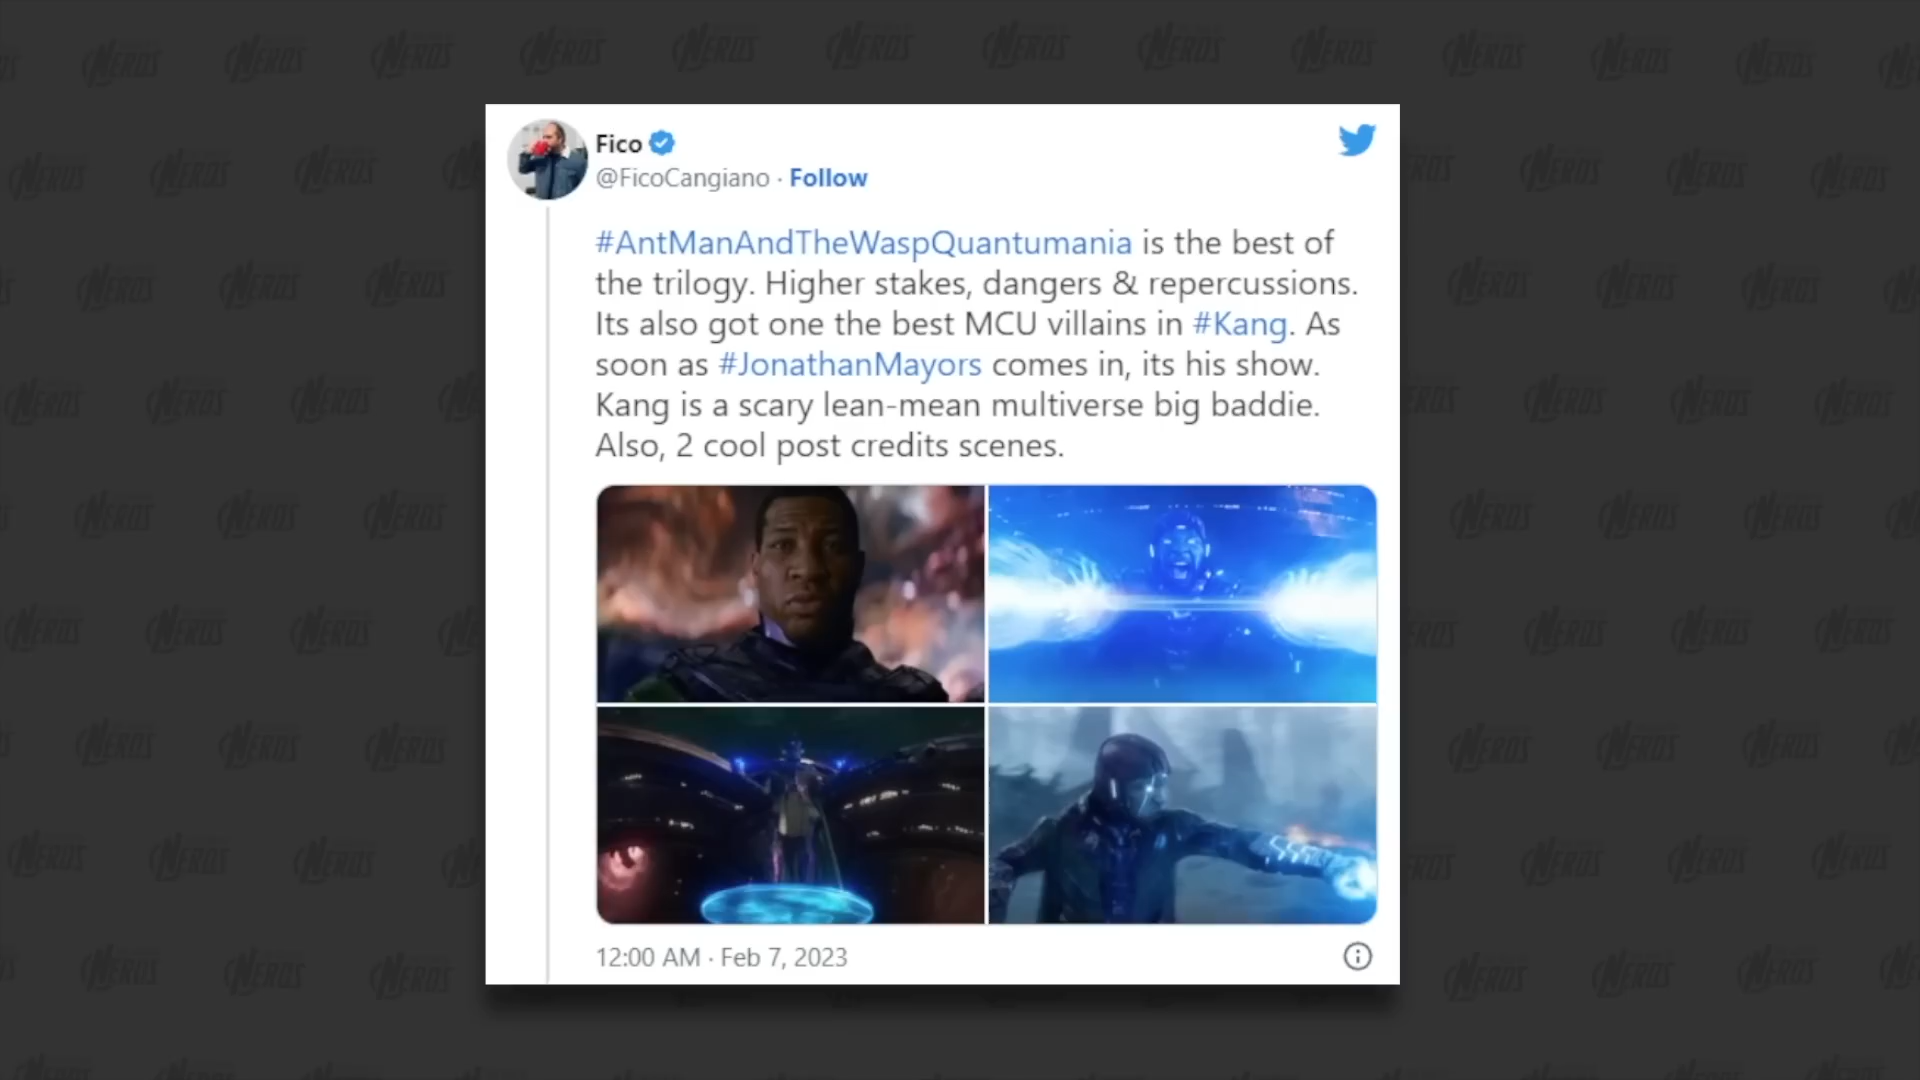 Fico
@FicoCangiano · Follow
#AntManAndTheWaspQuantumania is the best of
the trilogy. Higher stakes, dangers & repercussions.
Its also got one the best MCU villains in #Kang. As
soon as #JonathanMayors comes in, its his show.
Kang is a scary lean-mean multiverse big baddie.
Also, 2 cool post credits scenes.
12:00 AM · Feb 7, 2023